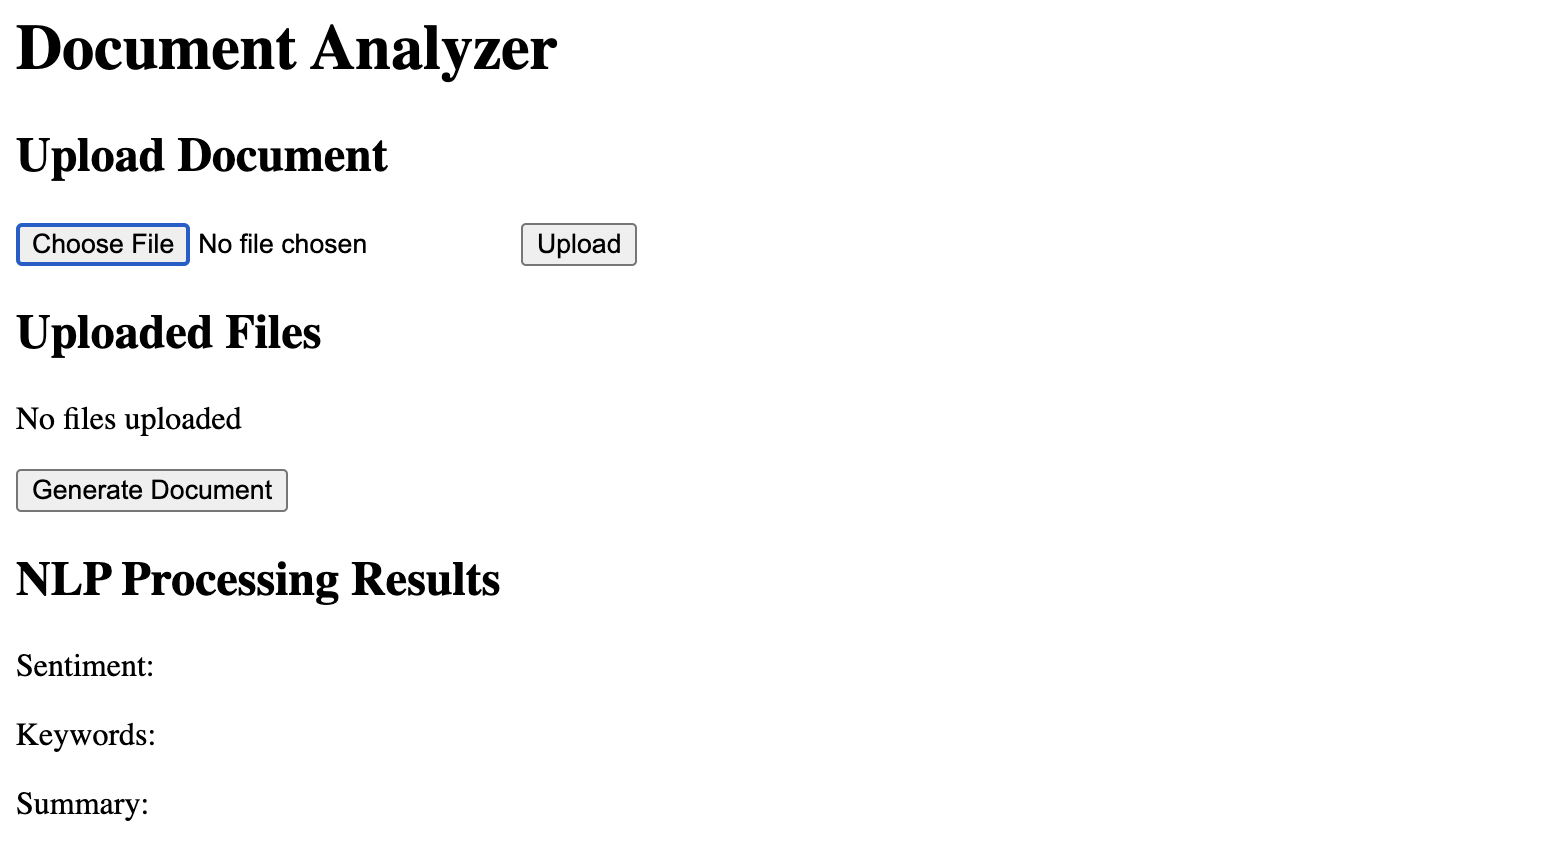 Document Analyzer
Upload Document
Choose File No file chosen Upload
Uploaded Files
No files uploaded
Generate Document
NLP Processing Results
Sentiment:
Keywords:
Summary: